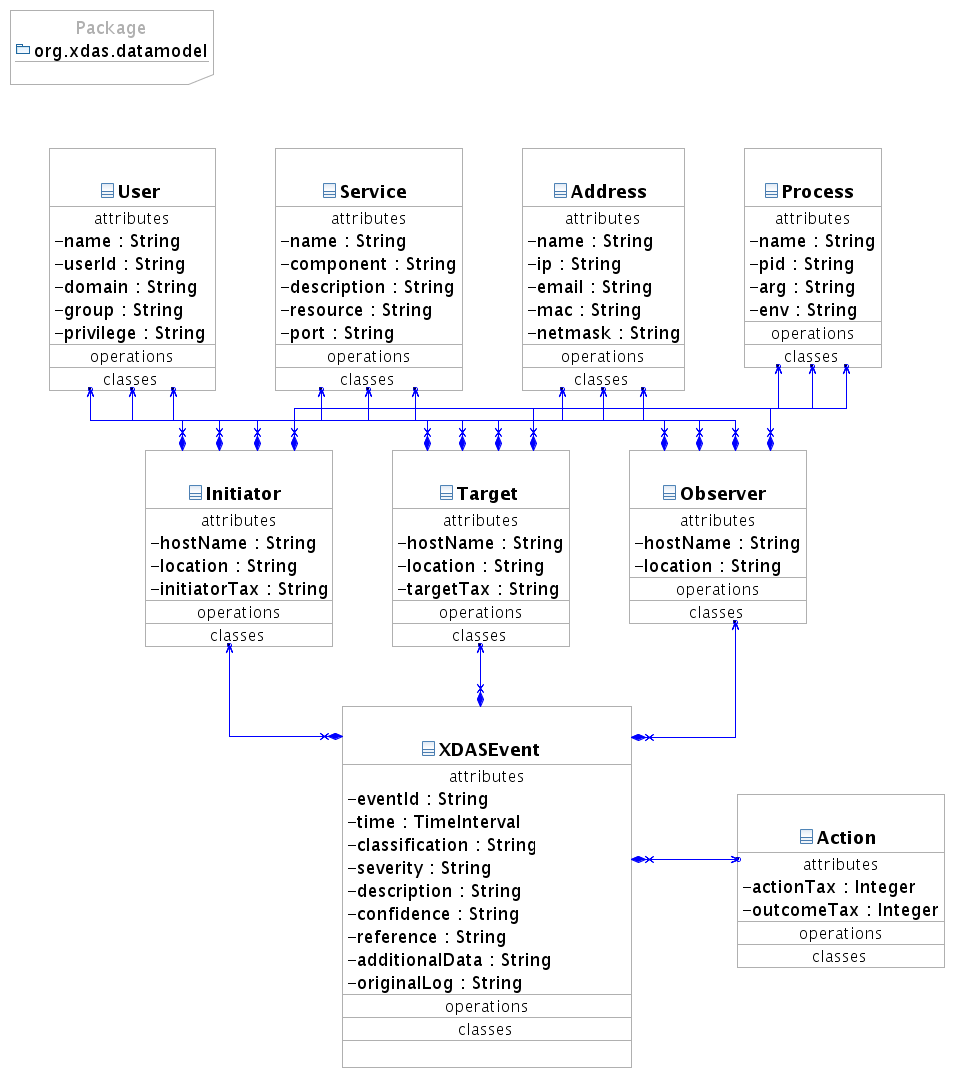 Package
org.xdas.datamodel
User
attributes
–name : String
–userId : String
–domain : String
–group : String
–privilege : String
operations
classes
Service
attributes
–name : String
–component : String
–description : String
–resource : String
–port : String
operations
classes
Address
attributes
–name : String
–ip : String
–email : String
–mac : String
–netmask : String
operations
classes
Process
attributes
–name : String
–pid : String
–arg : String
–env : String
operations
classes
Initiator
attributes
–hostName : String
–location : String
–initiatorTax : String
operations
classes
Target
attributes
–hostName : String
–location : String
–targetTax : String
operations
classes
Observer
attributes
–hostName : String
–location : String
operations
classes
XDASEvent
attributes
–eventId : String
–time : TimeInterval
–classification : String
–severity : String
–description : String
–confidence : String
–reference : String
–additionalData : String
–originalLog : String
operations
classes
Action
attributes
–actionTax : Integer
–outcomeTax : Integer
operations
classes